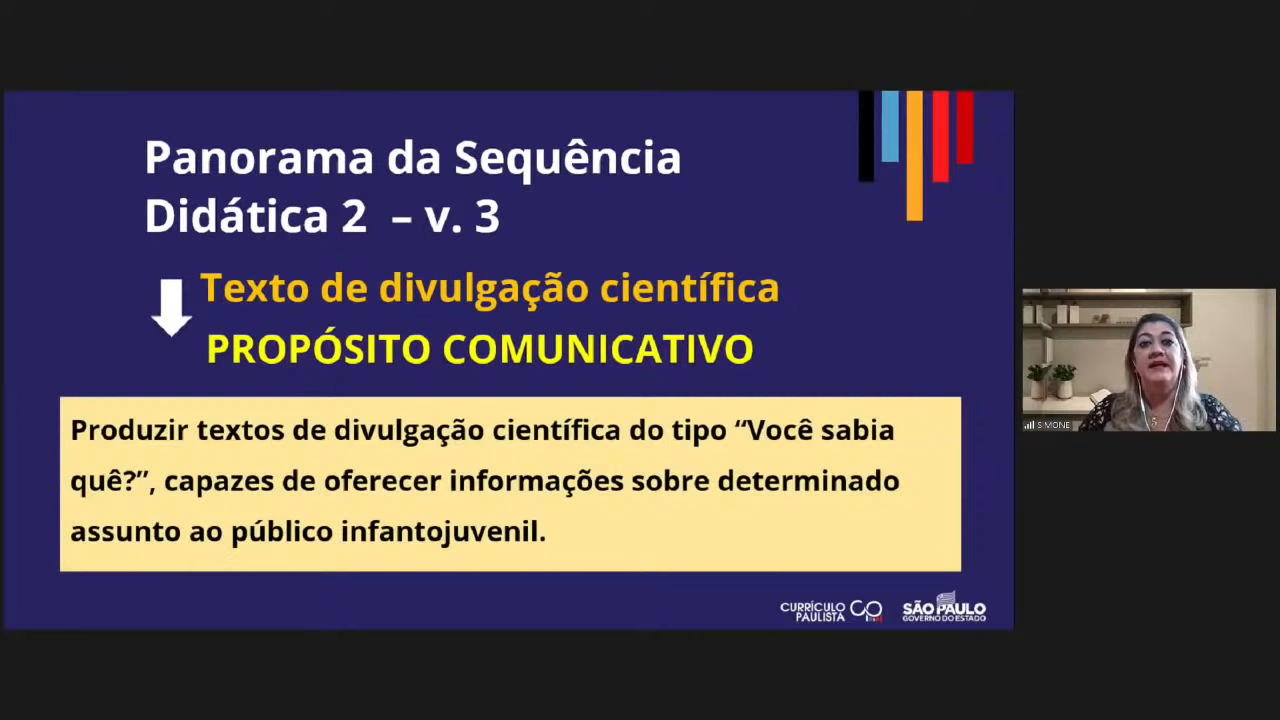 Panorama da Sequência
Didática 2 – v. 3
Texto de divulgação científica
PROPÓSITO COMUNICATIVO
Produzir textos de divulgação científica do tipo “Você sabia
quê?”, capazes de oferecer informações sobre determinado
assunto ao público infantojuvenil.
CURRÍCULO
PAULISTA
SÃO PAULO
GOVERNO DO ESTADO
SIMONE